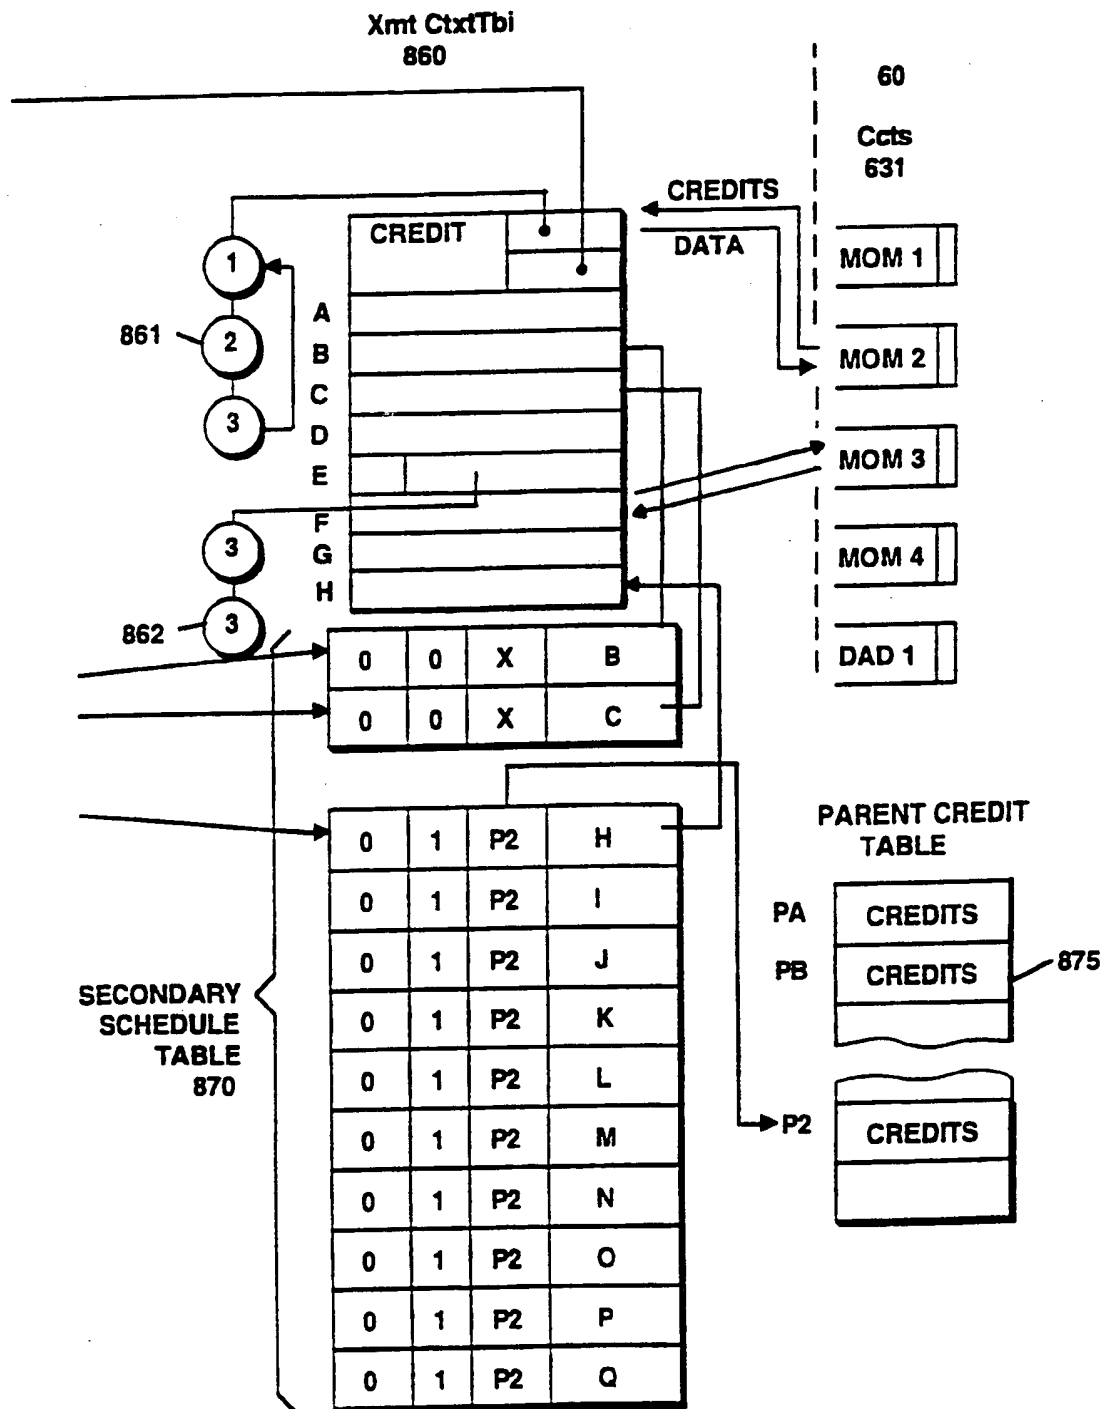 Xmt CtxtTbi
860
60
Ccts
631
CREDITS
DATA
CREDIT
1
2
3
861
A
B
C
D
E
F
G
H
3
3
862
MOM 1
MOM 2
MOM 3
MOM 4
DAD 1
0 0 X B
0 0 X C
0 1 P2 H
0 1 P2 I
0 1 P2 J
0 1 P2 K
0 1 P2 L
0 1 P2 M
0 1 P2 N
0 1 P2 O
0 1 P2 P
0 1 P2 Q
SECONDARY
SCHEDULE
TABLE
870
PARENT CREDIT
TABLE
PA CREDITS
PB CREDITS
875
P2 CREDITS